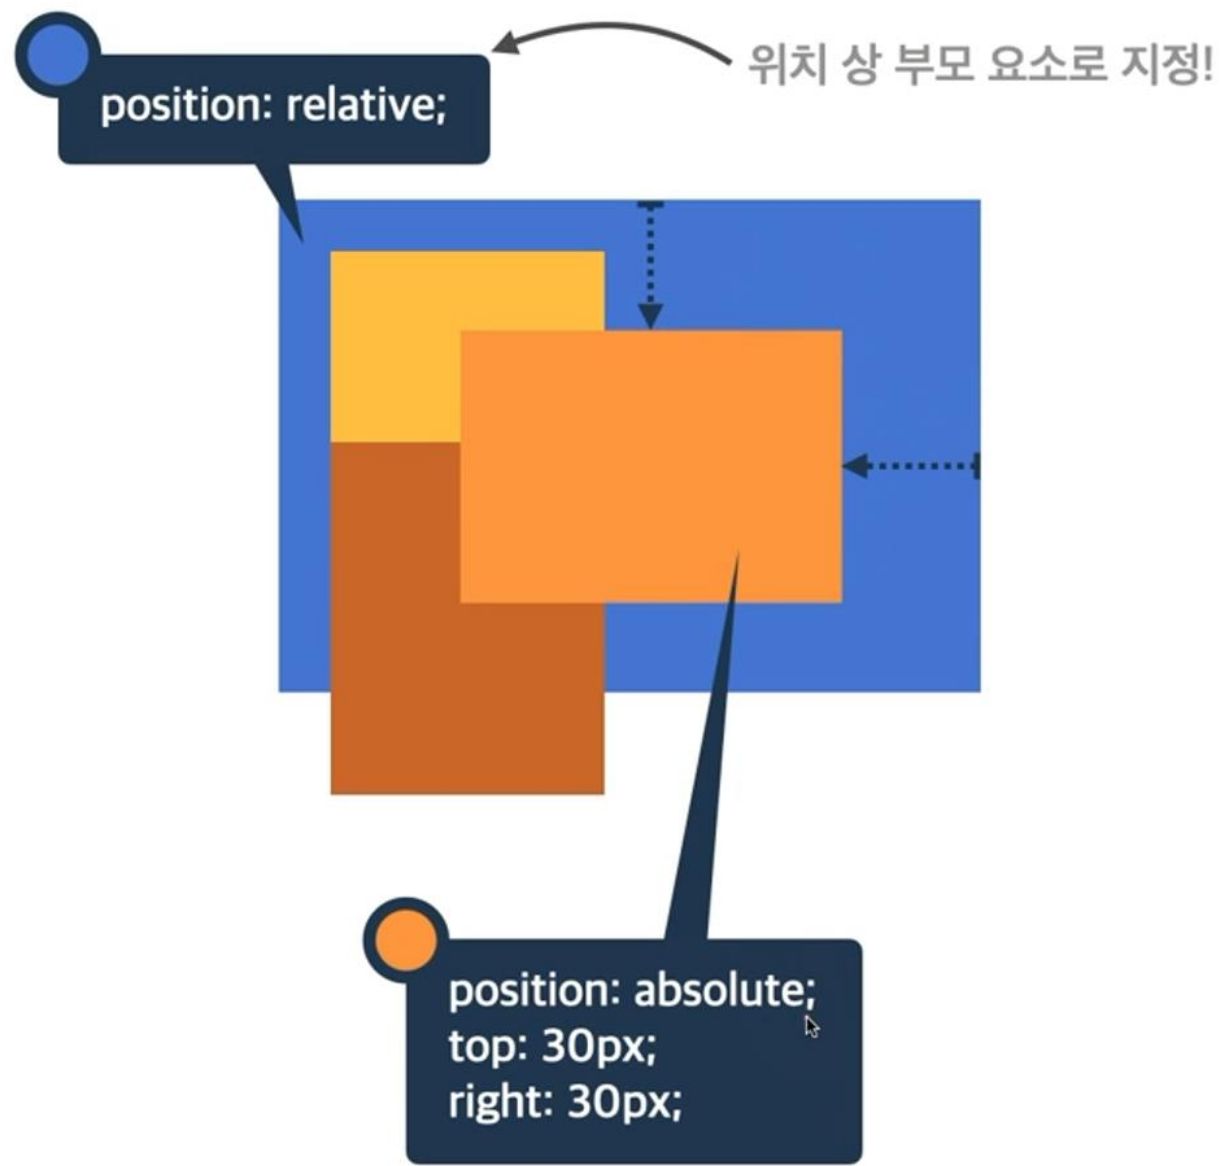 위치 상 부모 요소로 지정!
position: relative;
position: absolute;
top: 30px;
right: 30px;